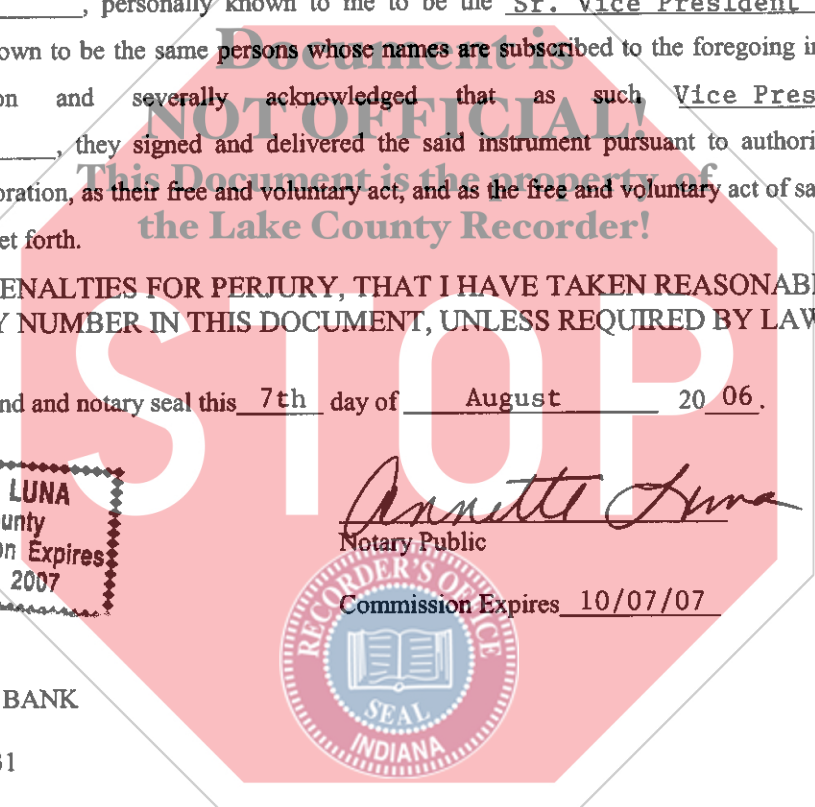 , personally known to me to be the Sr. Vice President
own to be the same persons whose names are subscribed to the foregoing in
Document is
on and severally acknowledged that as such Vice Pres
NOT OFFICIAL!
, they signed and delivered the said instrument pursuant to authori
This Document is the property of
oration, as their free and voluntary act, and as the free and voluntary act of sa
the Lake County Recorder!
et forth.
ENALTIES FOR PERJURY, THAT I HAVE TAKEN REASONABL
Y NUMBER IN THIS DOCUMENT, UNLESS REQUIRED BY LAW
STOP
nd and notary seal this 7th day of August 20 06.
LUNA
unty
on Expires
2007
Annette Luna
Notary Public
Commission Expires 10/07/07
RECORDER'S OFFICE
SEAL
INDIANA
BANK
61